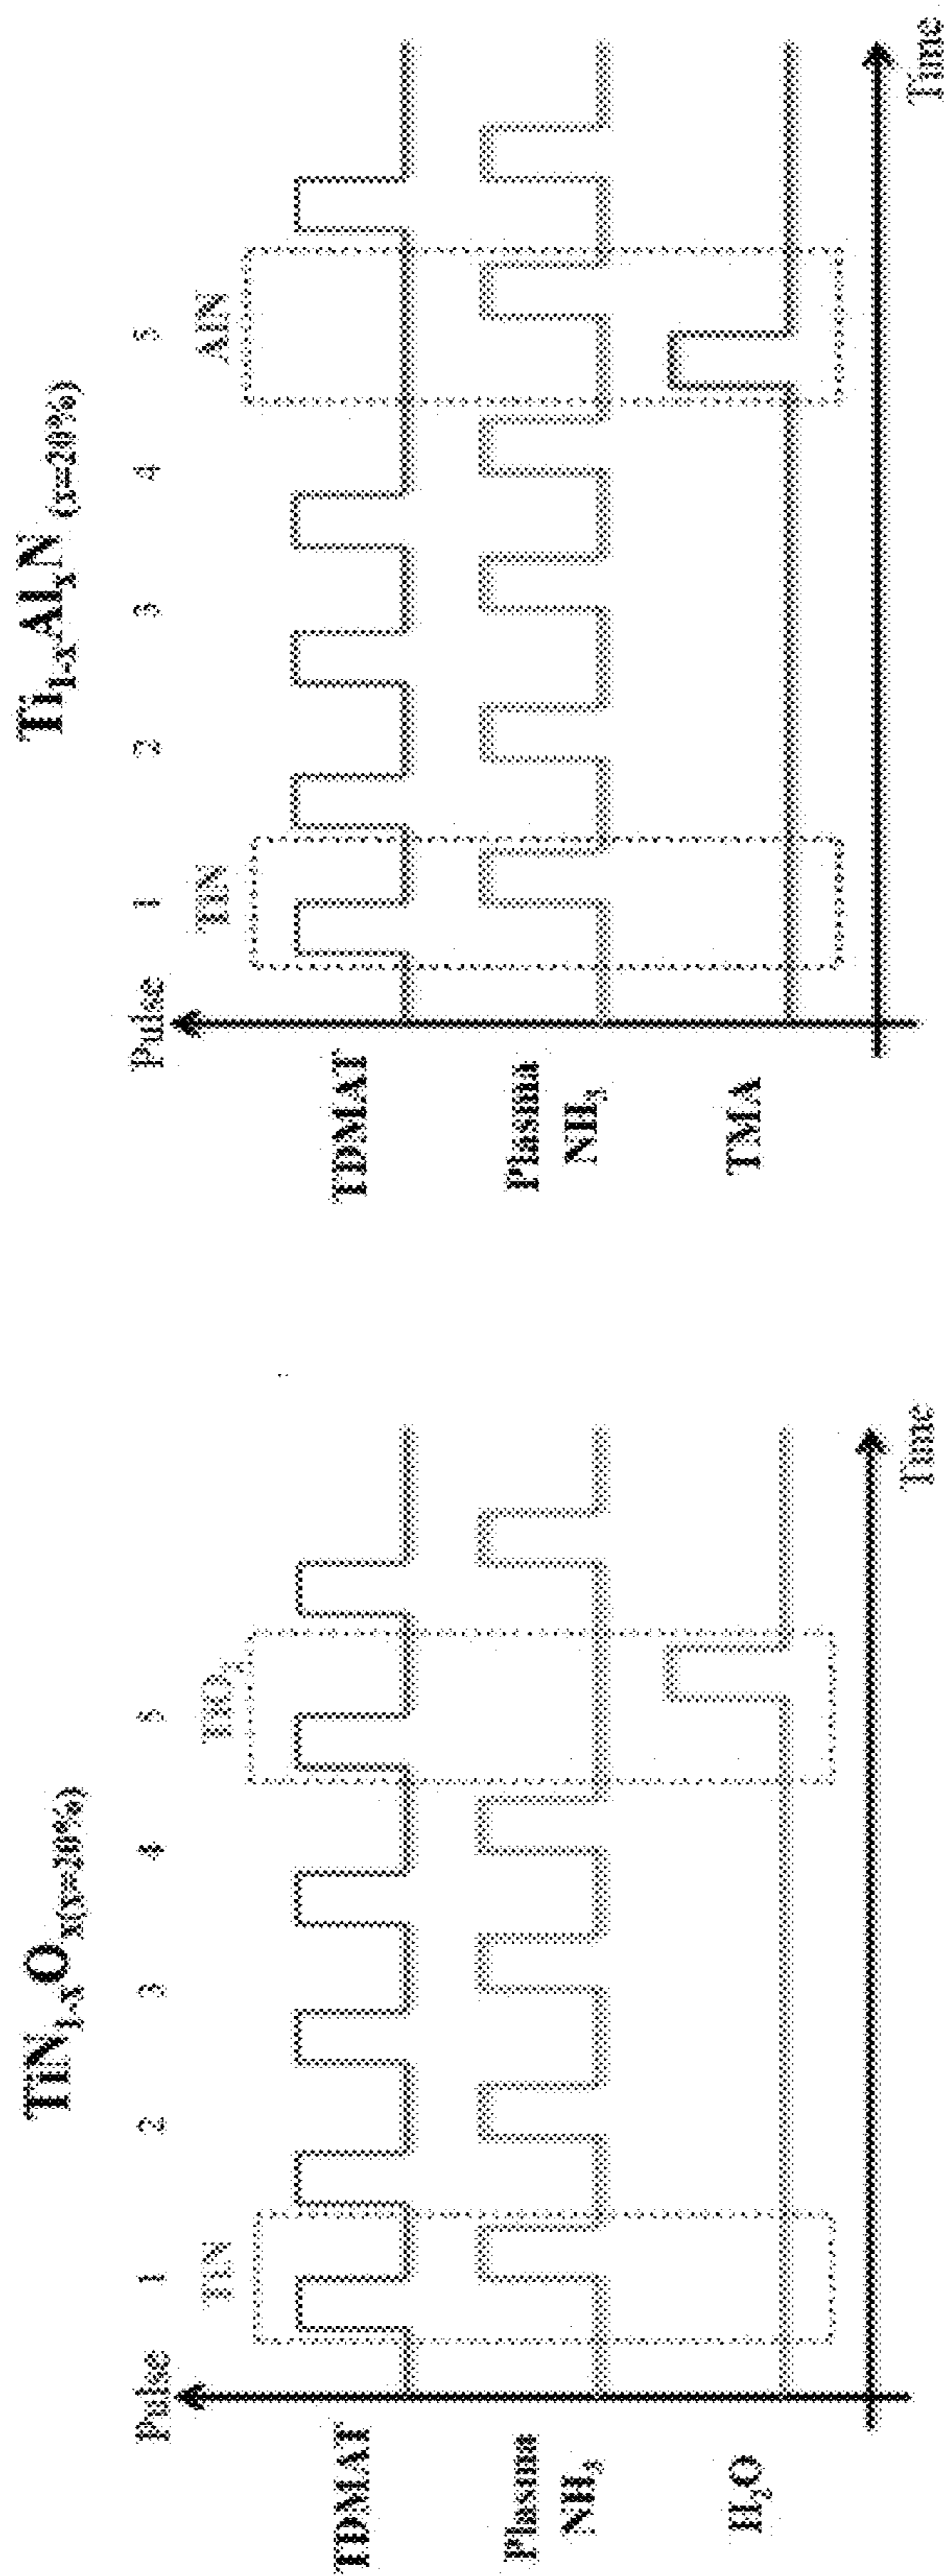 TiN₁₋ₓOₓ(x=20%)
Pulse
1 2 3 4 5
TiN TiO₂
TDMAT
Plasma
NH₃
H₂O
Time
Ti₁₋ₓAlₓN (x=20%)
Pulse
1 2 3 4 5
TiN AlN
TDMAT
Plasma
NH₃
TMA
Time